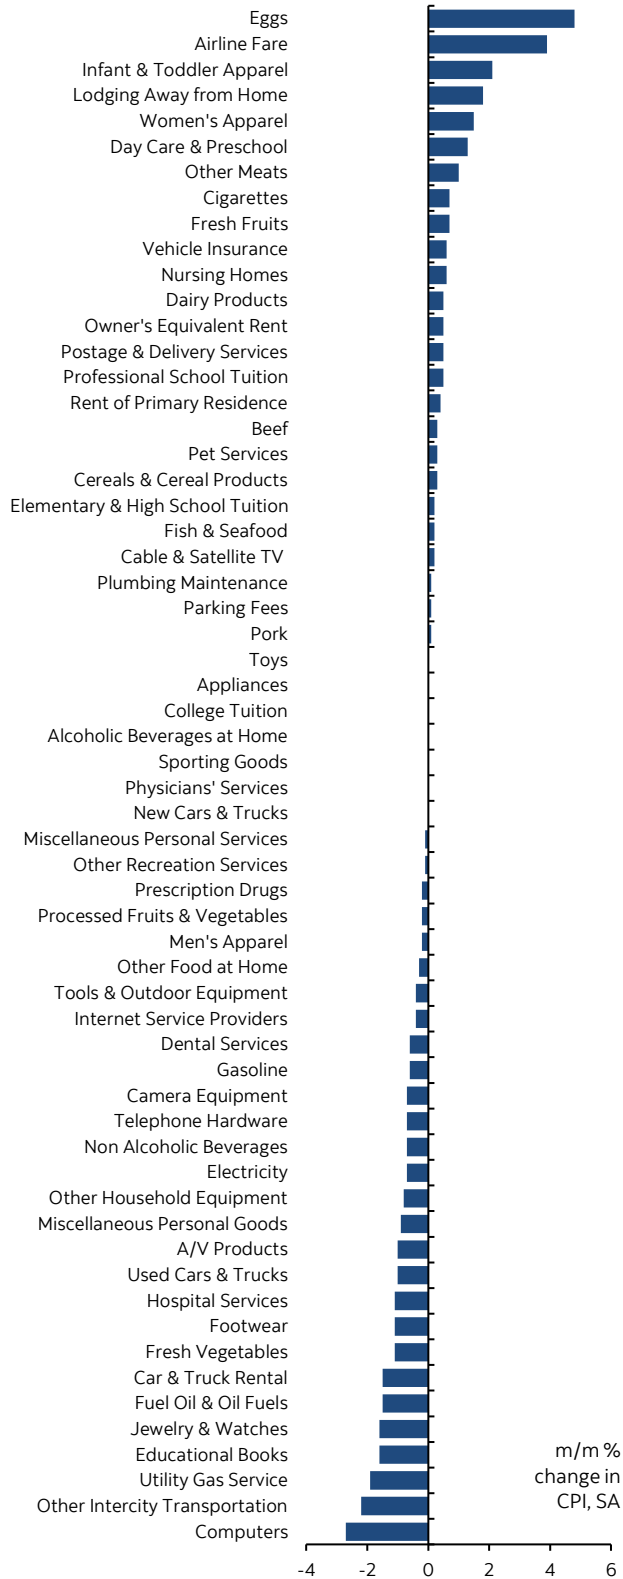 Eggs
Airline Fare
Infant & Toddler Apparel
Lodging Away from Home
Women's Apparel
Day Care & Preschool
Other Meats
Cigarettes
Fresh Fruits
Vehicle Insurance
Nursing Homes
Dairy Products
Owner's Equivalent Rent
Postage & Delivery Services
Professional School Tuition
Rent of Primary Residence
Beef
Pet Services
Cereals & Cereal Products
Elementary & High School Tuition
Fish & Seafood
Cable & Satellite TV
Plumbing Maintenance
Parking Fees
Pork
Toys
Appliances
College Tuition
Alcoholic Beverages at Home
Sporting Goods
Physicians' Services
New Cars & Trucks
Miscellaneous Personal Services
Other Recreation Services
Prescription Drugs
Processed Fruits & Vegetables
Men's Apparel
Other Food at Home
Tools & Outdoor Equipment
Internet Service Providers
Dental Services
Gasoline
Camera Equipment
Telephone Hardware
Non Alcoholic Beverages
Electricity
Other Household Equipment
Miscellaneous Personal Goods
A/V Products
Used Cars & Trucks
Hospital Services
Footwear
Fresh Vegetables
Car & Truck Rental
Fuel Oil & Oil Fuels
Jewelry & Watches
Educational Books
Utility Gas Service
Other Intercity Transportation
Computers
m/m %
change in
CPI, SA
-4 -2 0 2 4 6